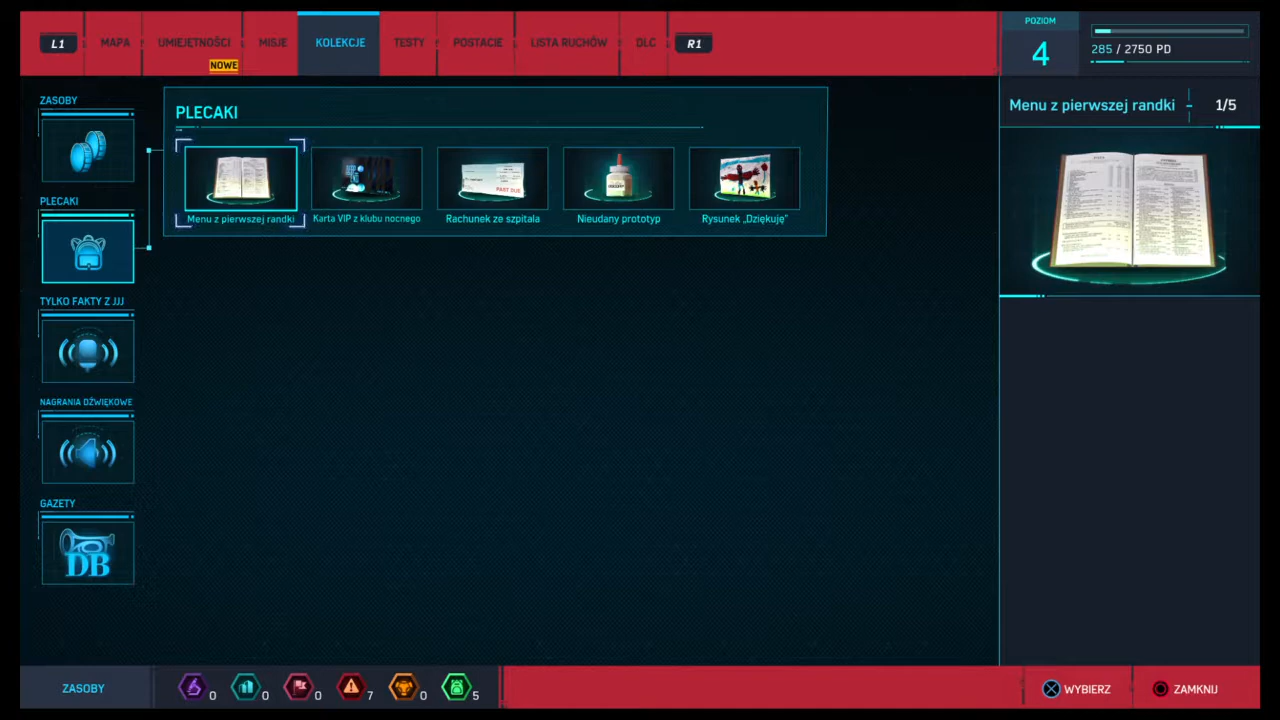 L1
MAPA
UMIEJĘTNOŚCI
NOWE
MISJE
KOLEKCJE
TESTY
POSTACIE
LISTA RUCHÓW
DLC
R1
POZIOM
4
285 / 2750 PD
ZASOBY
PLECAKI
TYLKO FAKTY Z JJJ
NAGRANIA DŹWIĘKOWE
GAZETY
DB
PLECAKI
Menu z pierwszej randki
Karta VIP z klubu nocnego
PAST DUE
Rachunek ze szpitala
Nieudany prototyp
Rysunek „Dziękuję”
Menu z pierwszej randki
1/5
ZASOBY
0
0
0
7
0
5
WYBIERZ
ZAMKNIJ